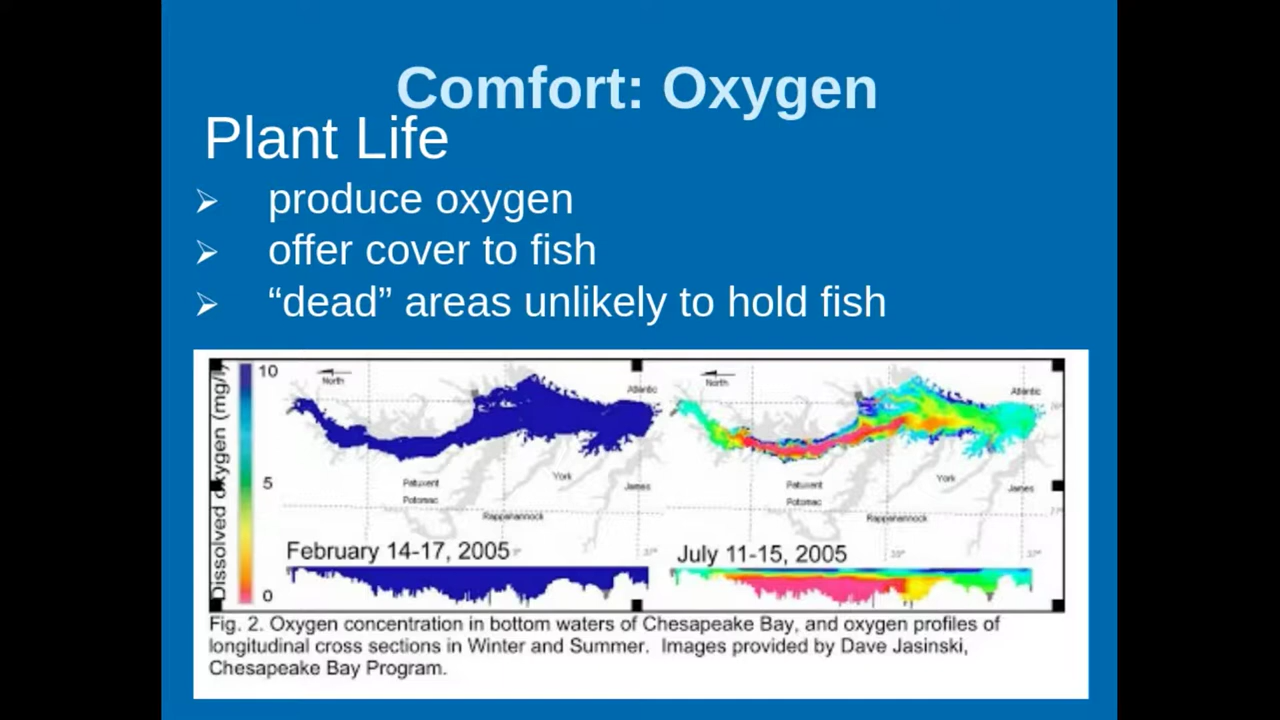 Comfort: Oxygen
Plant Life
➢ produce oxygen
➢ offer cover to fish
➢ “dead” areas unlikely to hold fish
Dissolved oxygen (mg/l)
10
5
0
North
Atlantic
Patuxent
Potomac
Rappahannock
York
James
February 14-17, 2005
37°
North
Atlantic
Patuxent
Potomac
Rappahannock
York
James
July 11-15, 2005
37°
Fig. 2. Oxygen concentration in bottom waters of Chesapeake Bay, and oxygen profiles of
longitudinal cross sections in Winter and Summer. Images provided by Dave Jasinski,
Chesapeake Bay Program.